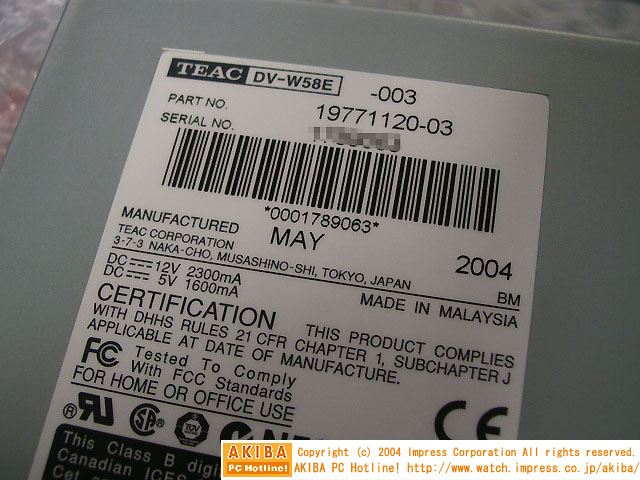 TEAC DV-W58E -003
PART NO. 19771120-03
SERIAL NO.
*0001789063*
MANUFACTURED MAY 2004
TEAC CORPORATION BM
3-7-3 NAKA-CHO, MUSASHINO-SHI, TOKYO, JAPAN
DC 12V 2300mA
DC 5V 1600mA MADE IN MALAYSIA
CERTIFICATION THIS PRODUCT COMPLIES
WITH DHHS RULES 21 CFR CHAPTER 1, SUBCHAPTER J
APPLICABLE AT DATE OF MANUFACTURE.
FC Tested To Comply
With FCC Standards
FOR HOME OR OFFICE USE
CE
This Class B digi
Canadian ICES
Cet
AKIBA PC Hotline!
Copyright (c) 2004 Impress Corporation All rights reserved.
AKIBA PC Hotline! http://www.watch.impress.co.jp/akiba/